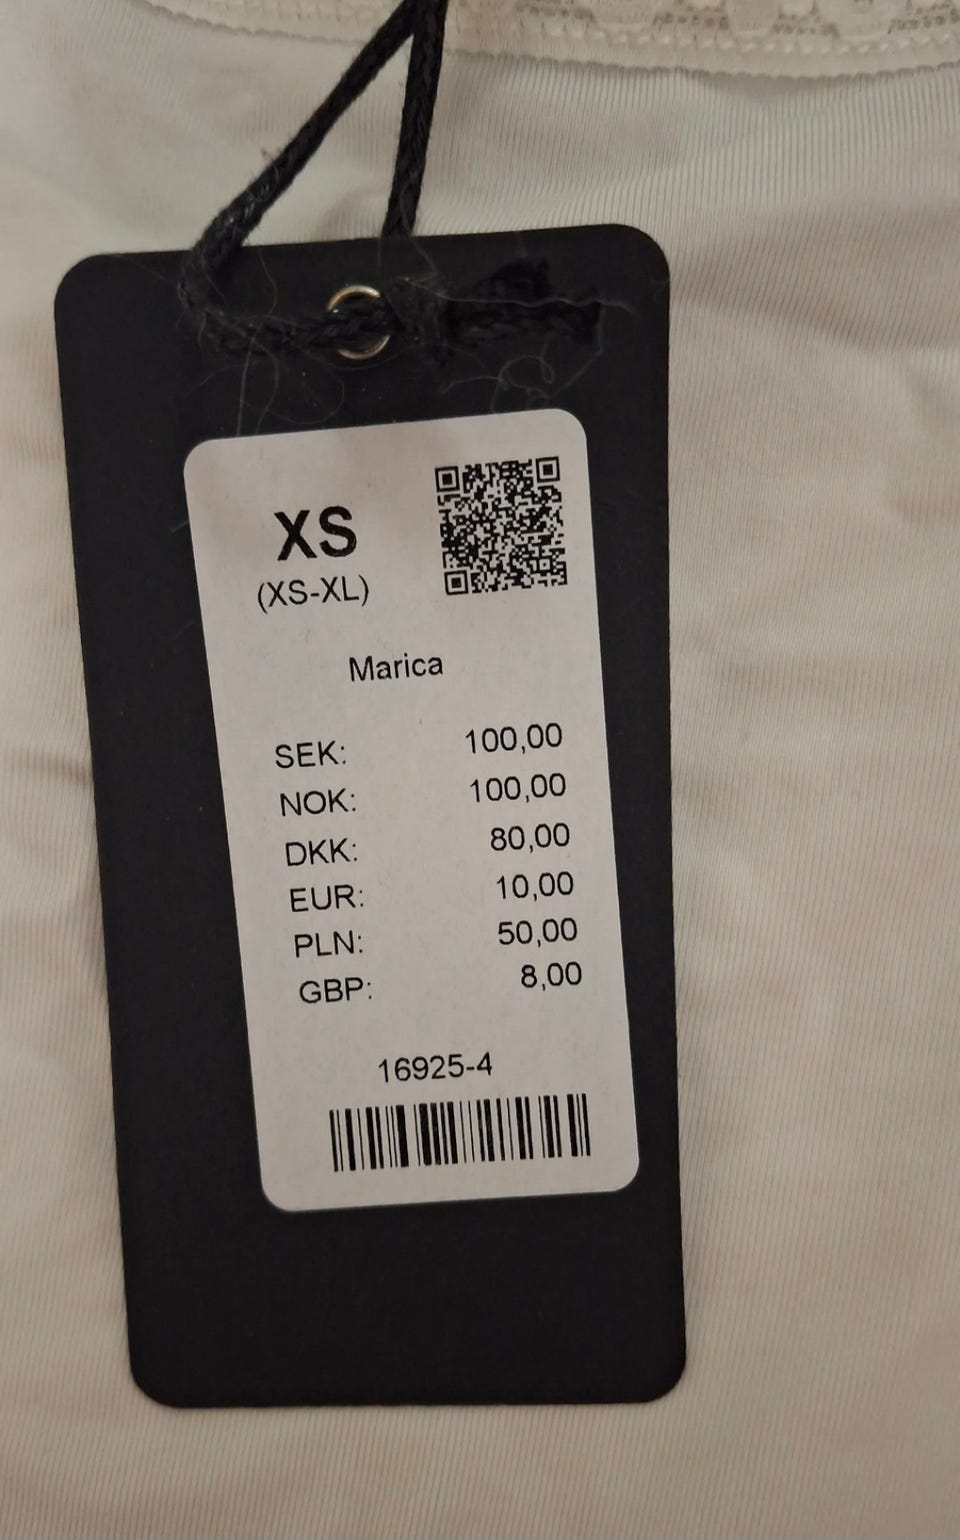 XS
(XS-XL)
Marica
SEK: 100,00
NOK: 100,00
DKK: 80,00
EUR: 10,00
PLN: 50,00
GBP: 8,00
16925-4